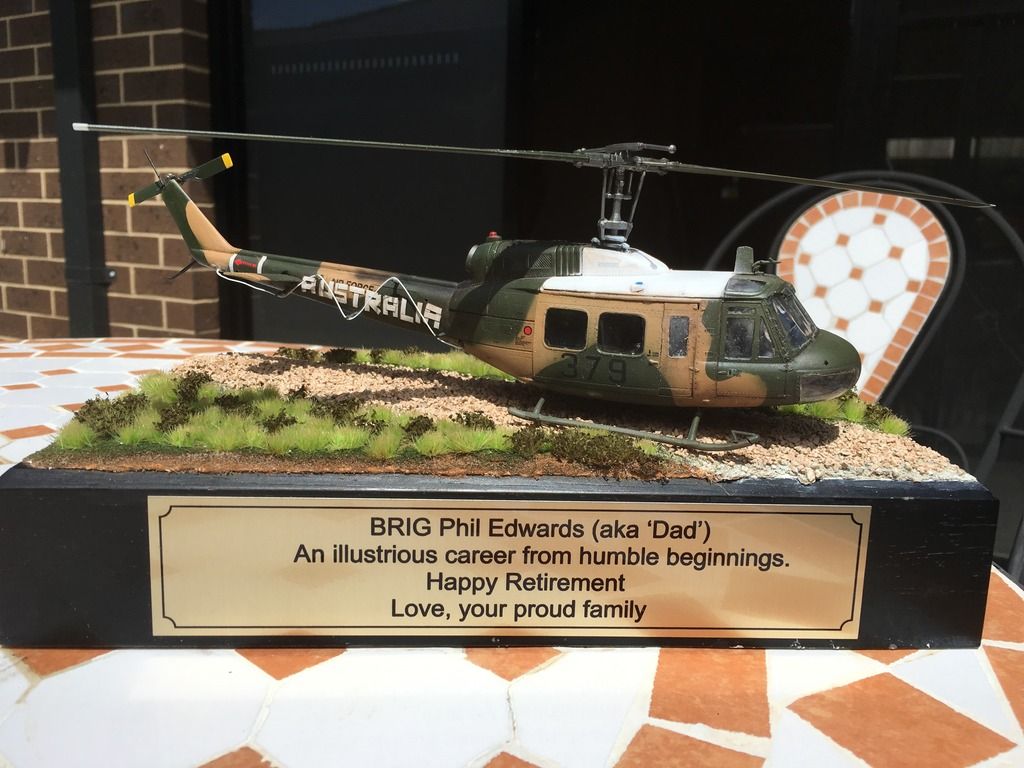 AUSTRALIA
379
BRIG Phil Edwards (aka ‘Dad’)
An illustrious career from humble beginnings.
Happy Retirement
Love, your proud family